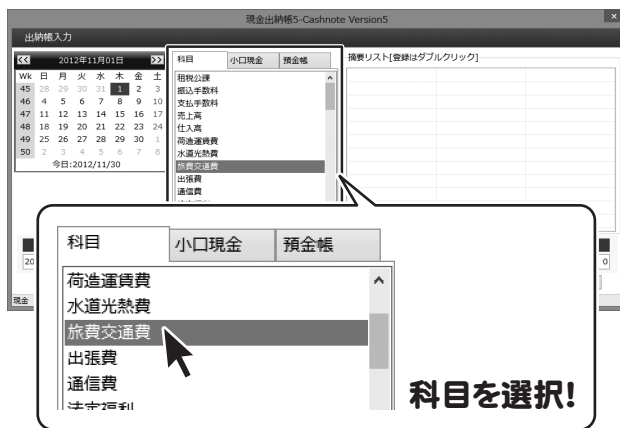 現金出納帳5-Cashnote Version5
×
出納帳入力
2012年11月01日
Wk 日 月 火 水 木 金 土
45 28 29 30 31 1 2 3
46 4 5 6 7 8 9 10
47 11 12 13 14 15 16 17
48 18 19 20 21 22 23 24
49 25 26 27 28 29 30 1
50 2 3 4 5 6 7 8
今日:2012/11/30
科目 小口現金 預金帳
租税公課
振込手数料
支払手数料
売上高
仕入高
荷造運賃費
水道光熱費
旅費交通費
出張費
通信費
摘要リスト[登録はダブルクリック]
20
0
現金
科目 小口現金 預金帳
荷造運賃費
水道光熱費
旅費交通費
出張費
通信費
法定福利
科目を選択!